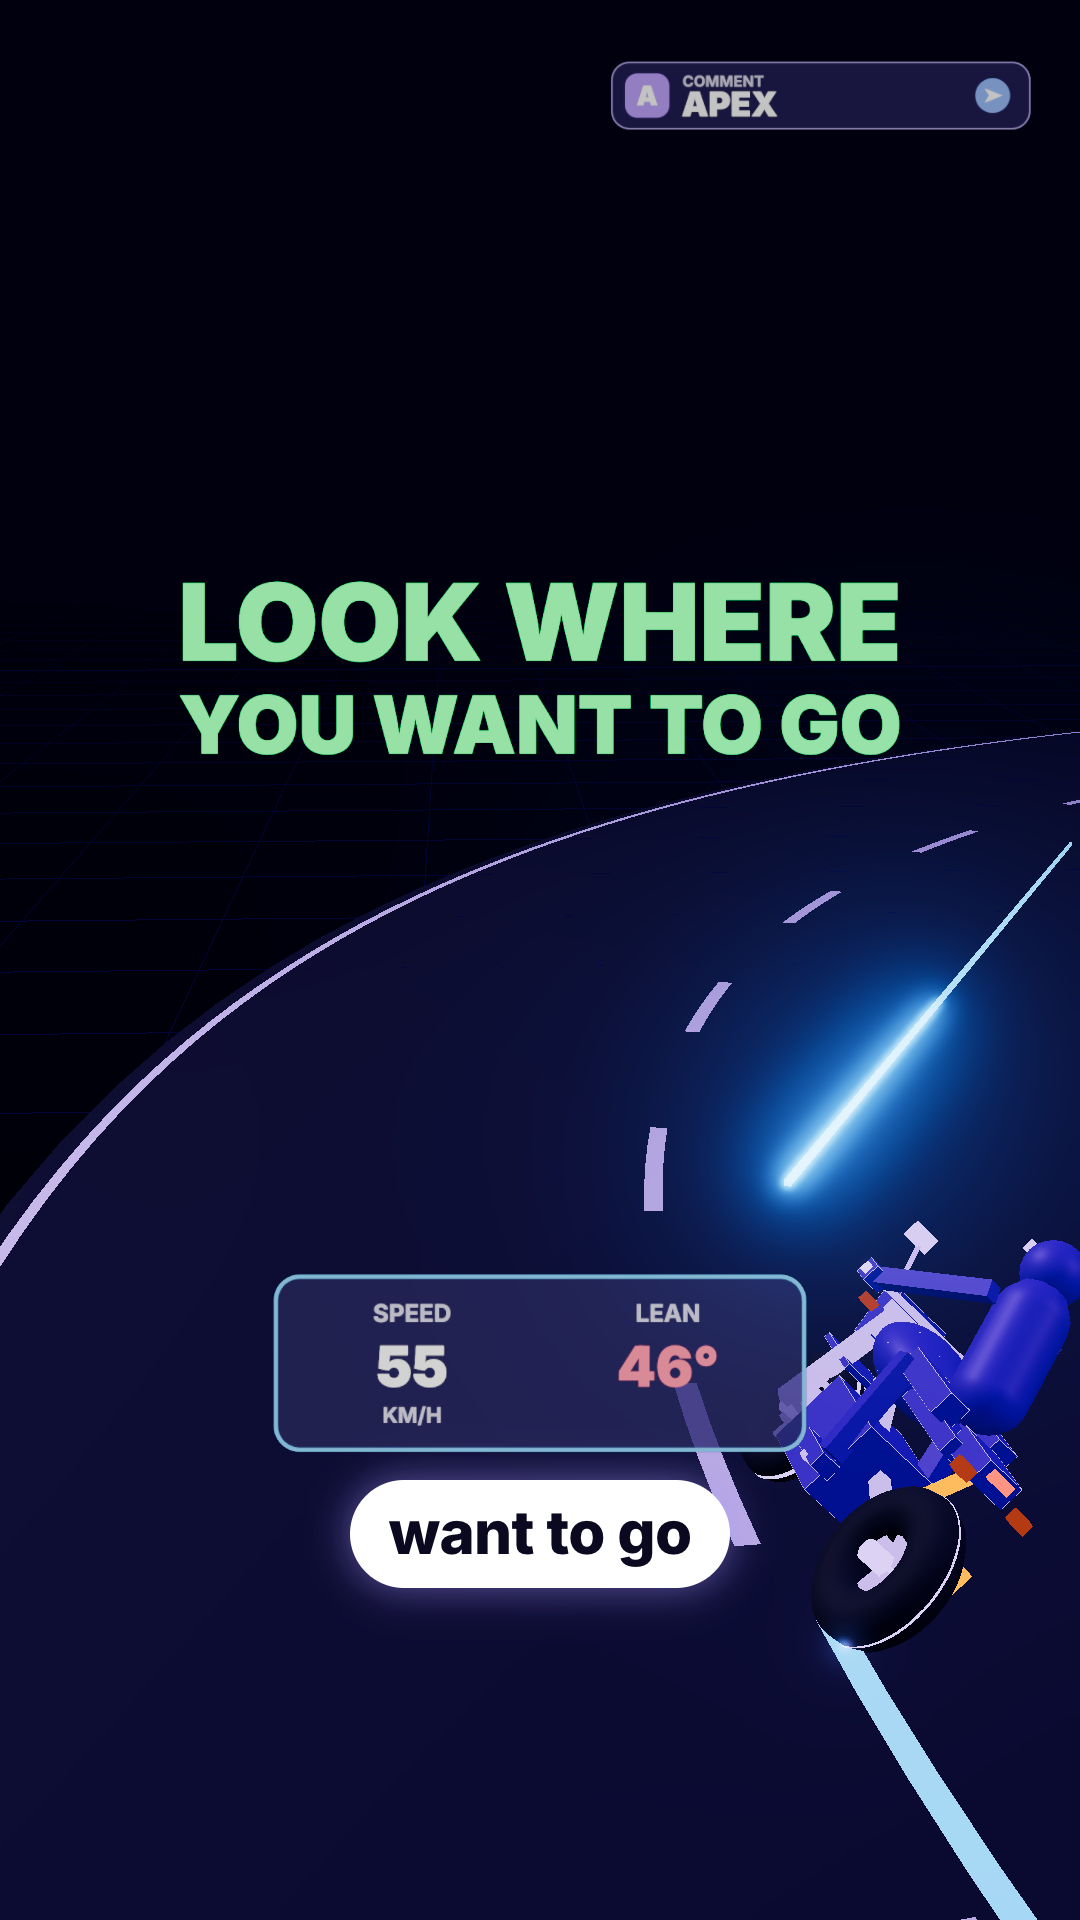 A
COMMENT
APEX
LOOK WHERE
YOU WANT TO GO
SPEED
55
KM/H
LEAN
46°
want to go